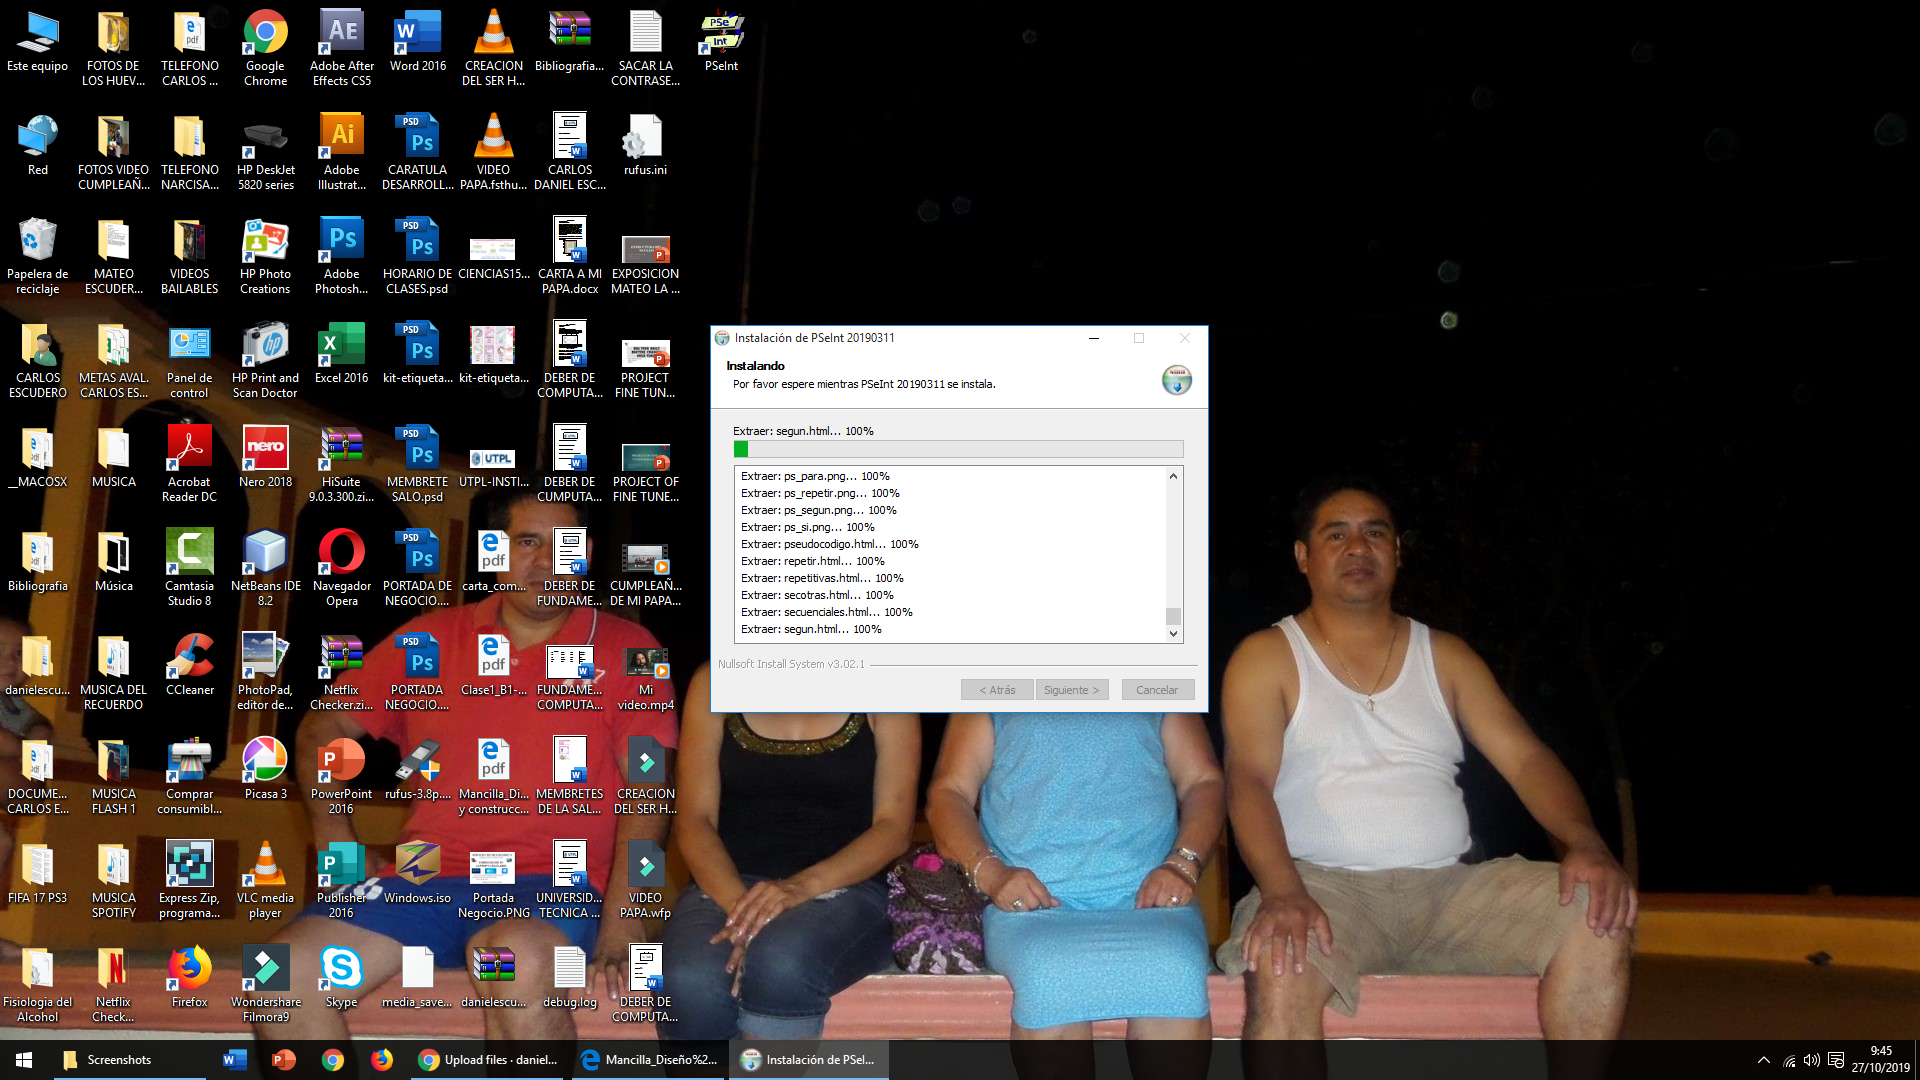 Este equipo
FOTOS DE
LOS HUEV...
TELEFONO
CARLOS ...
Google
Chrome
Adobe After
Effects CS5
Word 2016
CREACION
DEL SER H...
Bibliografia...
SACAR LA
CONTRASE...
PSeInt
Red
FOTOS VIDEO
CUMPLEAÑ...
TELEFONO
NARCISA...
HP DeskJet
5820 series
Adobe
Illustrat...
CARATULA
DESARROLL...
VIDEO
PAPA.fsthu...
CARLOS
DANIEL ESC...
rufus.ini
Papelera de
reciclaje
MATEO
ESCUDER...
VIDEOS
BAILABLES
HP Photo
Creations
Adobe
Photosh...
HORARIO DE
CLASES.psd
CIENCIAS15...
CARTA A MI
PAPA.docx
EXPOSICION
MATEO LA ...
CARLOS
ESCUDERO
METAS AVAL.
CARLOS ES...
Panel de
control
HP Print and
Scan Doctor
Excel 2016
kit-etiqueta...
kit-etiqueta...
DEBER DE
COMPUTA...
PROJECT
FINE TUN...
__MACOSX
MUSICA
Acrobat
Reader DC
Nero 2018
HiSuite
9.0.3.300.zi...
MEMBRETE
SALO.psd
UTPL-INSTI...
DEBER DE
CUMPUTA...
PROJECT OF
FINE TUNE...
Bibliografia
Música
Camtasia
Studio 8
NetBeans IDE
8.2
Navegador
Opera
PORTADA DE
NEGOCIO....
carta_com...
DEBER DE
FUNDAME...
CUMPLEAÑ...
DE MI PAPA...
danielescu...
MUSICA DEL
RECUERDO
CCleaner
PhotoPad,
editor de...
Netflix
Checker.zi...
PORTADA
NEGOCIO....
Clase1_B1-...
FUNDAME...
COMPUTA...
Mi
video.mp4
DOCUME...
CARLOS E...
MUSICA
FLASH 1
Comprar
consumibl...
Picasa 3
PowerPoint
2016
rufus-3.8p....
Mancilla_Di...
y construcc...
MEMBRETES
DE LA SAL...
CREACION
DEL SER H...
FIFA 17 PS3
MUSICA
SPOTIFY
Express Zip,
programa...
VLC media
player
Publisher
2016
Windows.iso
Portada
Negocio.PNG
UNIVERSID...
TECNICA ...
VIDEO
PAPA.wfp
Fisiologia del
Alcohol
Netflix
Check...
Firefox
Wondershare
Filmora9
Skype
media_save...
danielescu...
debug.log
DEBER DE
COMPUTA...
Instalación de PSeInt 20190311
Instalando
Por favor espere mientras PSeInt 20190311 se instala.
Extraer: segun.html... 100%
Extraer: ps_para.png... 100%
Extraer: ps_repetir.png... 100%
Extraer: ps_segun.png... 100%
Extraer: ps_si.png... 100%
Extraer: pseudocodigo.html... 100%
Extraer: repetir.html... 100%
Extraer: repetitivas.html... 100%
Extraer: secotras.html... 100%
Extraer: secuenciales.html... 100%
Extraer: segun.html... 100%
Nullsoft Install System v3.02.1
< Atrás
Siguiente >
Cancelar
Screenshots
Upload files · daniel...
Mancilla_Diseño%2...
Instalación de PSeI...
9:45
27/10/2019